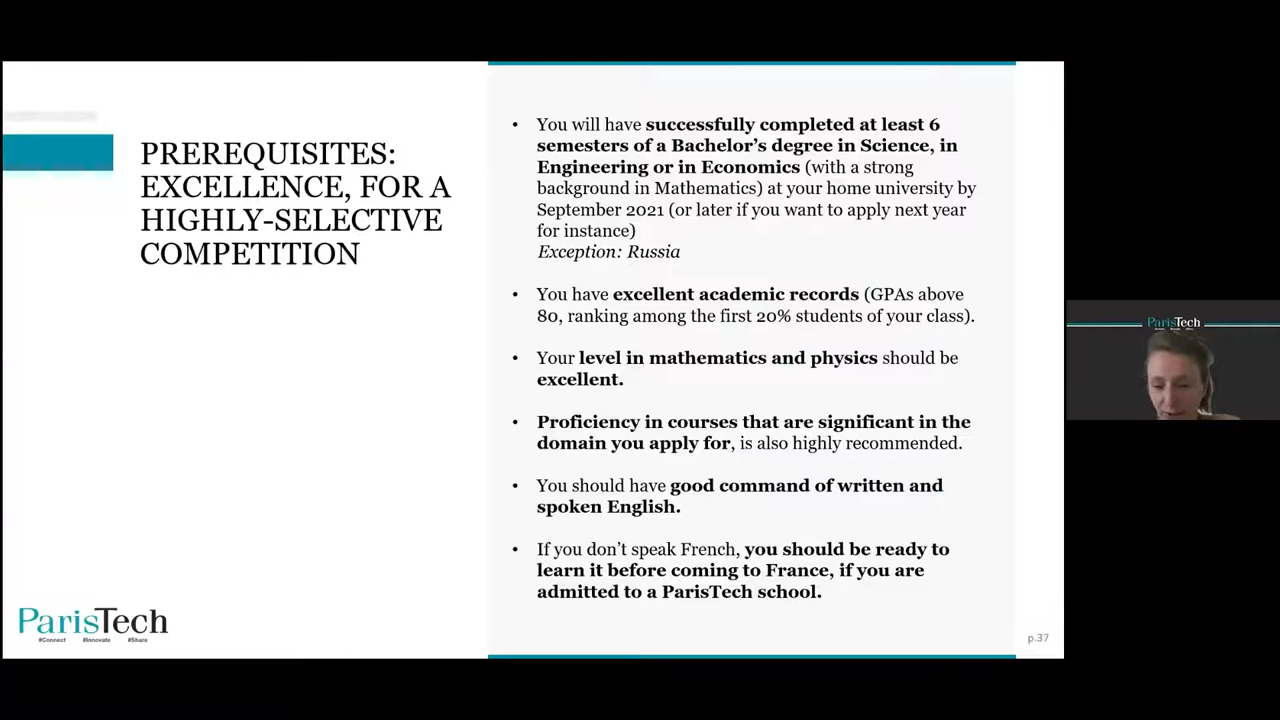 PREREQUISITES:
EXCELLENCE, FOR A
HIGHLY-SELECTIVE
COMPETITION
• You will have successfully completed at least 6
semesters of a Bachelor’s degree in Science, in
Engineering or in Economics (with a strong
background in Mathematics) at your home university by
September 2021 (or later if you want to apply next year
for instance)
Exception: Russia
• You have excellent academic records (GPAs above
80, ranking among the first 20% students of your class).
• Your level in mathematics and physics should be
excellent.
• Proficiency in courses that are significant in the
domain you apply for, is also highly recommended.
• You should have good command of written and
spoken English.
• If you don’t speak French, you should be ready to
learn it before coming to France, if you are
admitted to a ParisTech school.
ParisTech
#Connect #Innovate #Share
p.37
ParisTech